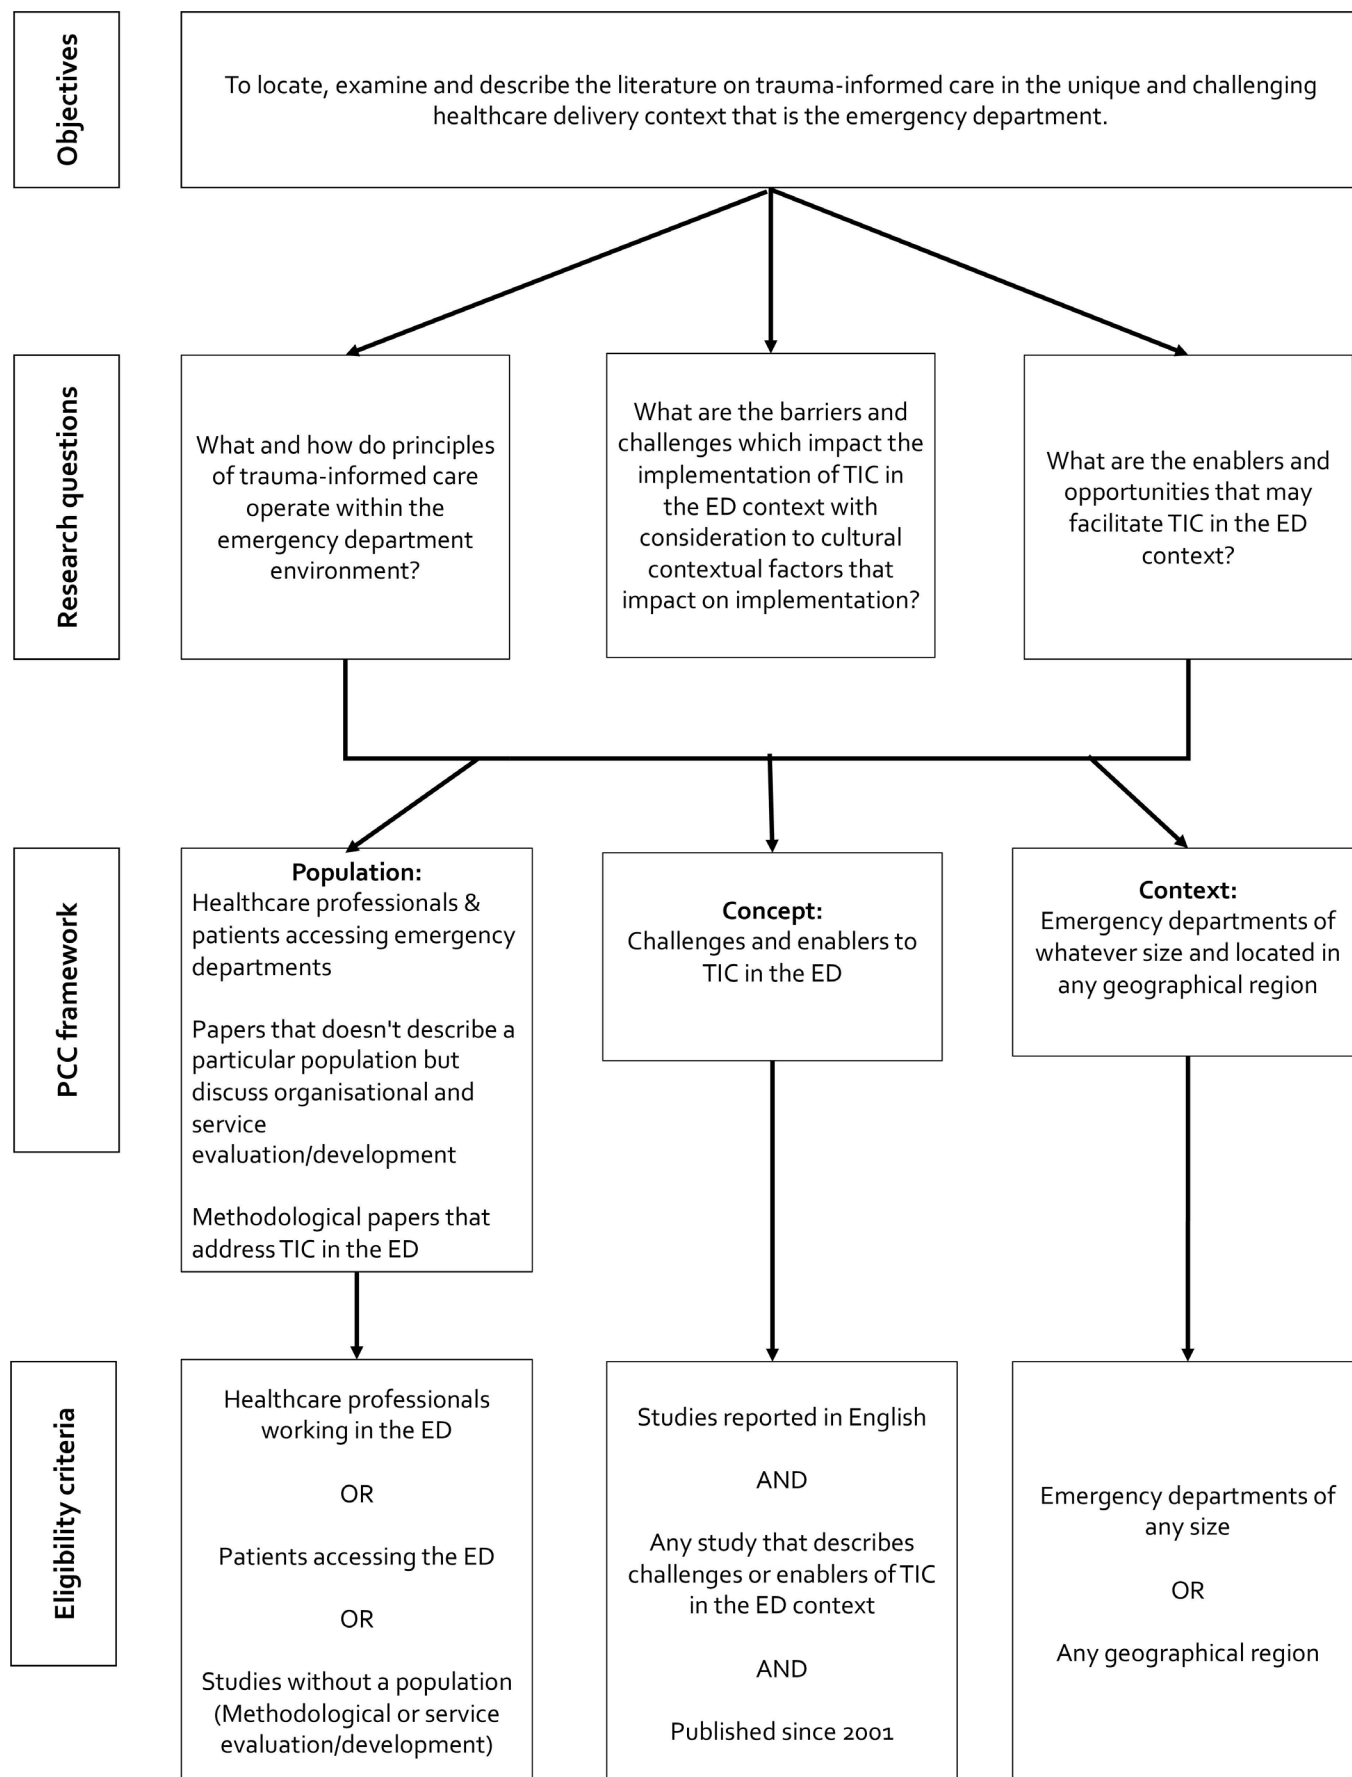 Objectives
To locate, examine and describe the literature on trauma-informed care in the unique and challenging
healthcare delivery context that is the emergency department.
Research questions
What and how do principles
of trauma-informed care
operate within the
emergency department
environment?
What are the barriers and
challenges which impact the
implementation of TIC in
the ED context with
consideration to cultural
contextual factors that
impact on implementation?
What are the enablers and
opportunities that may
facilitate TIC in the ED
context?
PCC framework
Population:
Healthcare professionals &
patients accessing emergency
departments
Papers that doesn't describe a
particular population but
discuss organisational and
service
evaluation/development
Methodological papers that
address TIC in the ED
Concept:
Challenges and enablers to
TIC in the ED
Context:
Emergency departments of
whatever size and located in
any geographical region
Eligibility criteria
Healthcare professionals
working in the ED
OR
Patients accessing the ED
OR
Studies without a population
(Methodological or service
evaluation/development)
Studies reported in English
AND
Any study that describes
challenges or enablers of TIC
in the ED context
AND
Published since 2001
Emergency departments of
any size
OR
Any geographical region